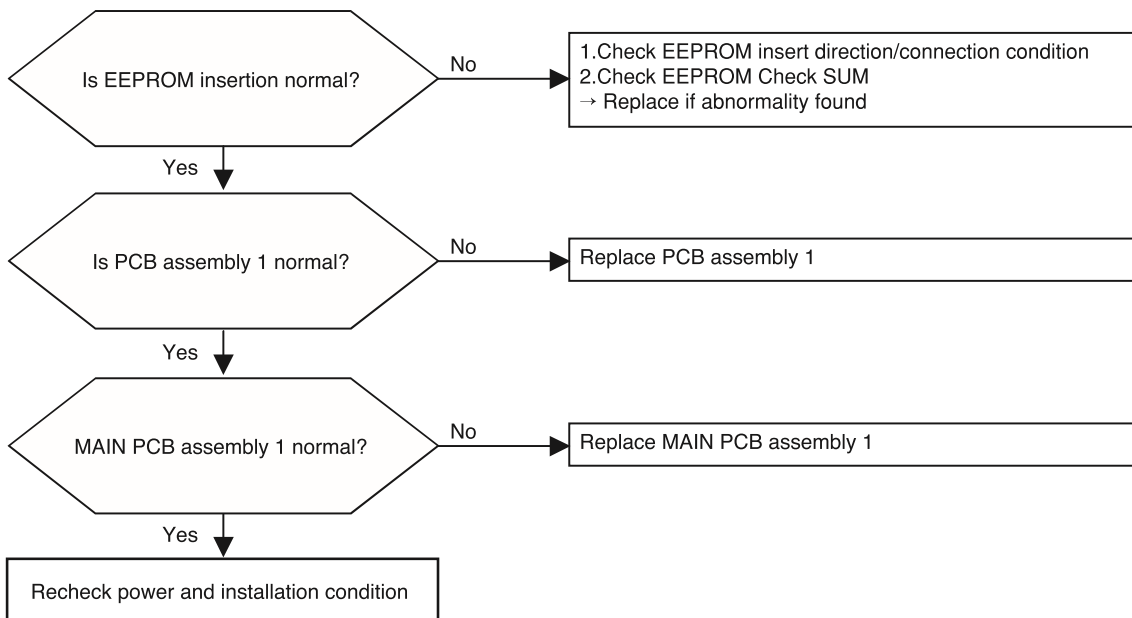 Is EEPROM insertion normal?
No
1.Check EEPROM insert direction/connection condition
2.Check EEPROM Check SUM
→ Replace if abnormality found
Yes
Is PCB assembly 1 normal?
No
Replace PCB assembly 1
Yes
MAIN PCB assembly 1 normal?
No
Replace MAIN PCB assembly 1
Yes
Recheck power and installation condition